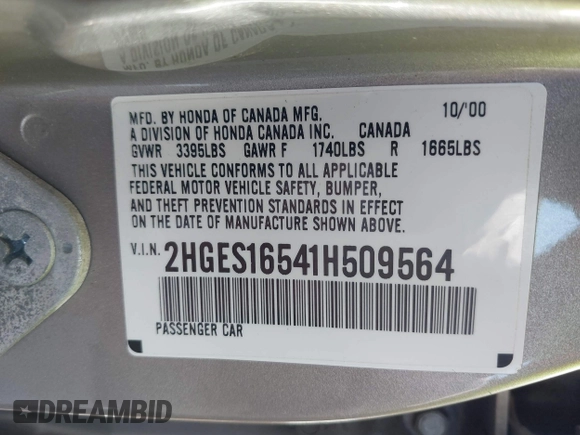 MFD. BY HONDA OF CANADA MFG. 10/'00
A DIVISION OF HONDA CANADA INC. CANADA
GVWR 3395LBS GAWR F 1740LBS R 1665LBS
THIS VEHICLE CONFORMS TO ALL APPLICABLE
FEDERAL MOTOR VEHICLE SAFETY, BUMPER,
AND THEFT PREVENTION STANDARDS IN EFFECT
ON THE DATE OF MANUFACTURE SHOWN ABOVE.
V.I.N. 2HGES16541H509564
PASSENGER CAR
DREAMBID